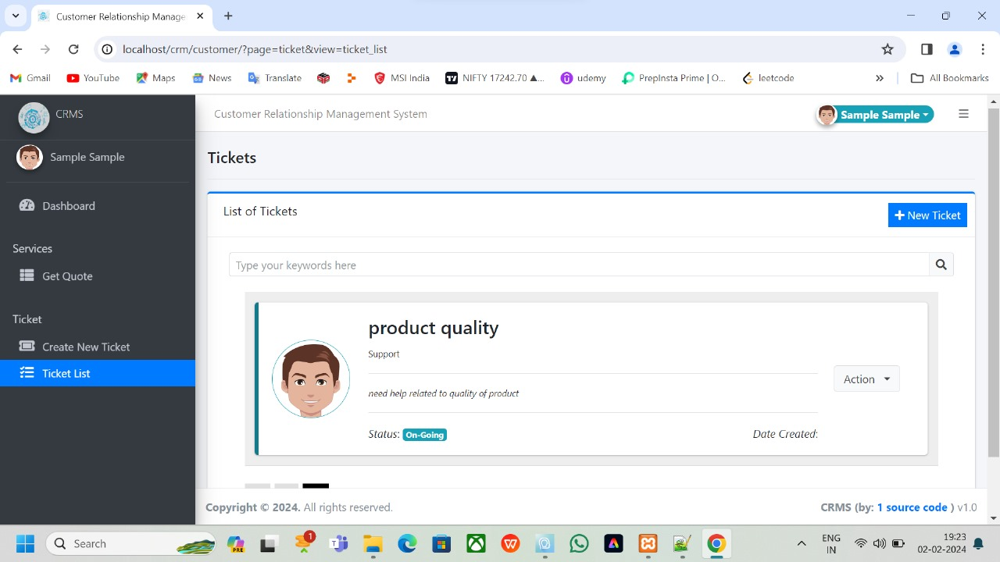 Customer Relationship Manage
localhost/crm/customer/?page=ticket&view=ticket_list
Gmail YouTube Maps News Translate MSI India NIFTY 17242.70 ▲... udemy PrepInsta Prime | O... leetcode » All Bookmarks
CRMS
Customer Relationship Management System
Sample Sample
Sample Sample
Dashboard
Services
Get Quote
Ticket
Create New Ticket
Ticket List
Tickets
List of Tickets
New Ticket
Type your keywords here
product quality
Support
need help related to quality of product
Status: On-Going
Date Created:
Action
Copyright © 2024. All rights reserved.
CRMS (by: 1 source code ) v1.0
Search
PRE
1
ENG
IN
19:23
02-02-2024